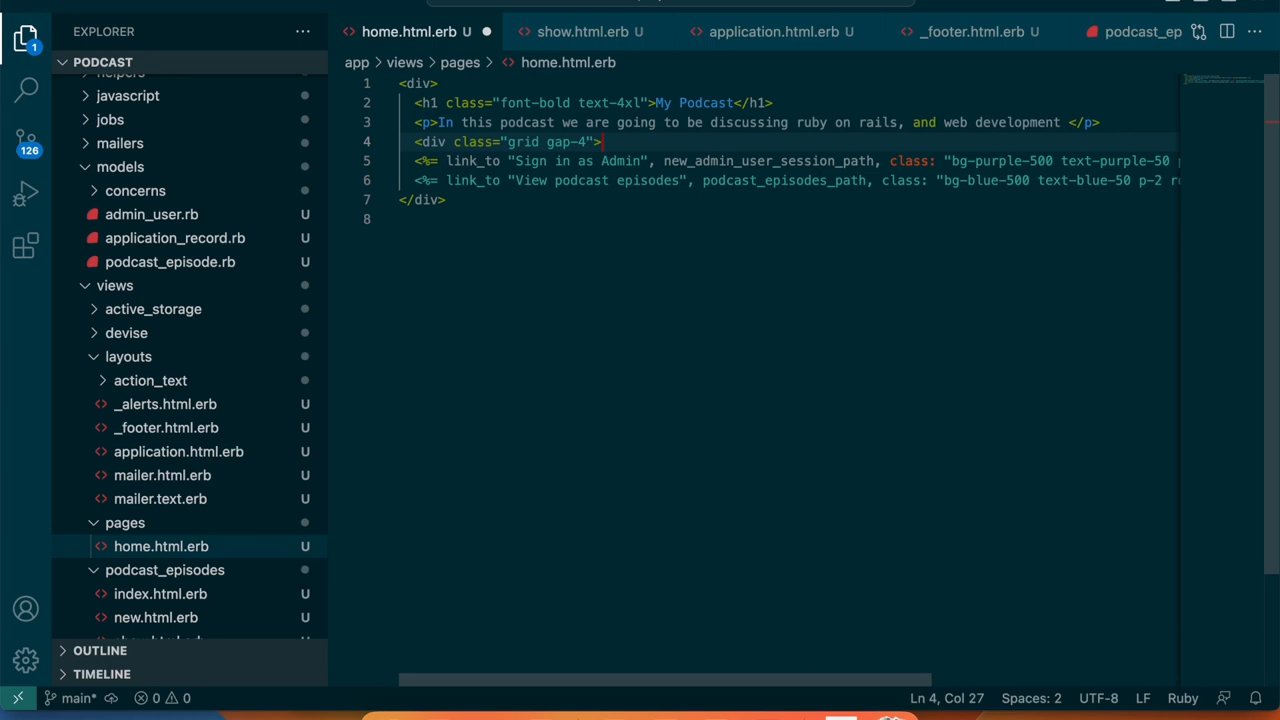 EXPLORER
home.html.erb U
show.html.erb U
application.html.erb U
_footer.html.erb U
podcast_ep
1
PODCAST
app
views
pages
home.html.erb
helpers
javascript
jobs
mailers
models
concerns
admin_user.rb U
application_record.rb U
podcast_episode.rb U
views
active_storage
devise
layouts
action_text
_alerts.html.erb U
_footer.html.erb U
application.html.erb U
mailer.html.erb U
mailer.text.erb U
pages
home.html.erb U
podcast_episodes
index.html.erb U
new.html.erb U
126
OUTLINE
TIMELINE
1 <div>
2 <h1 class="font-bold text-4xl">My Podcast</h1>
3 <p>In this podcast we are going to be discussing ruby on rails, and web development </p>
4 <div class="grid gap-4">
5 <%= link_to "Sign in as Admin", new_admin_user_session_path, class: "bg-purple-500 text-purple-50 p
6 <%= link_to "View podcast episodes", podcast_episodes_path, class: "bg-blue-500 text-blue-50 p-2 ro
7 </div>
8
main*
0
0
Ln 4, Col 27
Spaces: 2
UTF-8
LF
Ruby